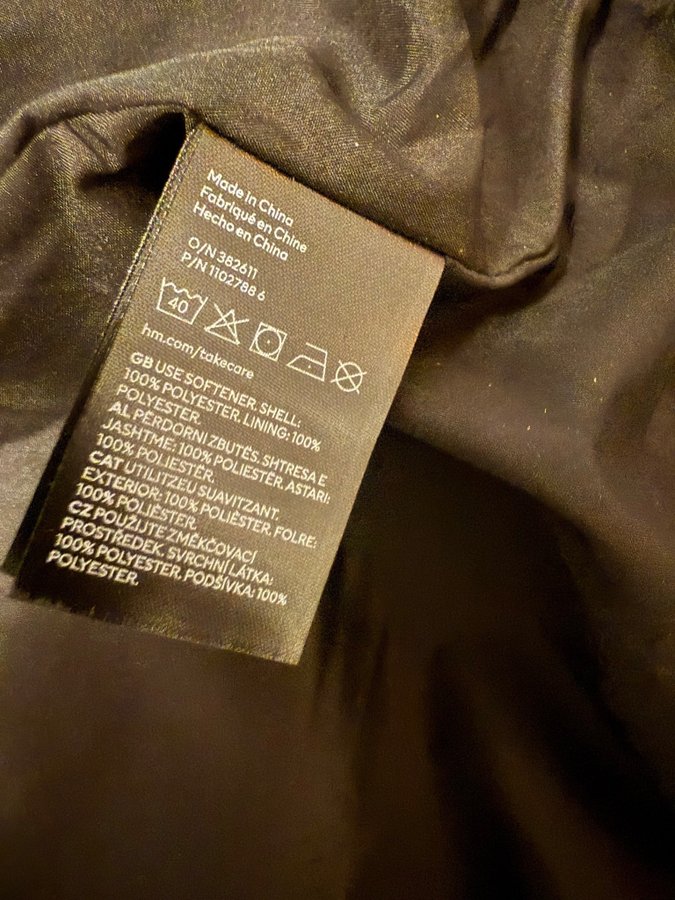 Made in China
Fabriqué en Chine
Hecho en China
O/N 382611
P/N 1102788 6
40
hm.com/takecare
GB USE SOFTENER. SHELL:
100% POLYESTER. LINING: 100%
POLYESTER.
AL PËRDORNI ZBUTËS. SHTRESA E
JASHTME: 100% POLIESTËR. ASTARI:
100% POLIESTËR.
CAT UTILITZEU SUAVITZANT.
EXTERIOR: 100% POLIÈSTER. FOLRE:
100% POLIÈSTER.
CZ POUŽIJTE ZMĚKČOVACÍ
PROSTŘEDEK. SVRCHNÍ LÁTKA:
100% POLYESTER. PODŠÍVKA: 100%
POLYESTER.